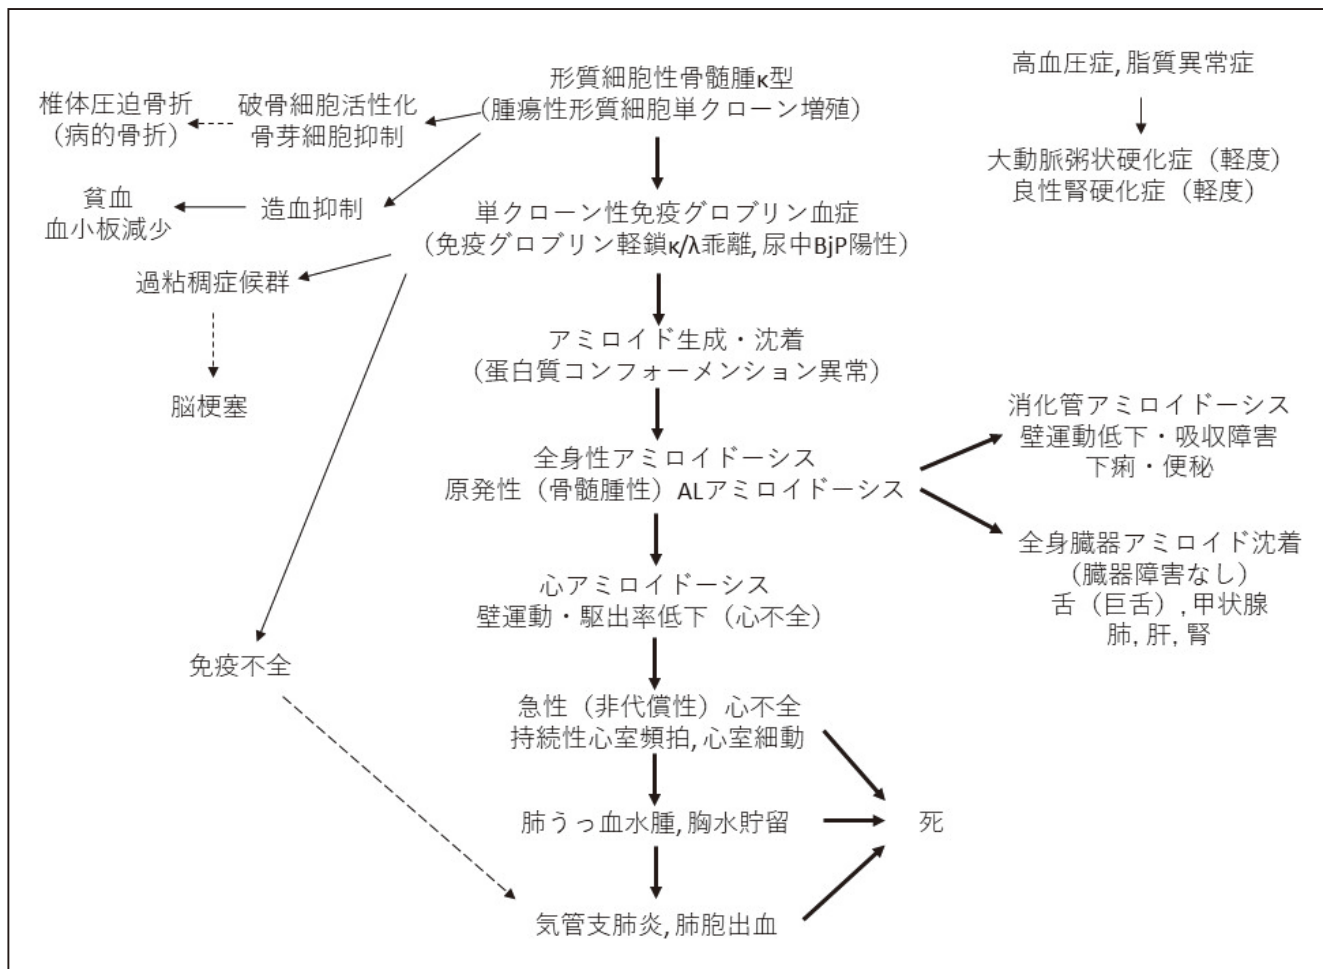 形質細胞性骨髄腫κ型
(腫瘍性形質細胞単クローン増殖)
高血圧症, 脂質異常症
椎体圧迫骨折
(病的骨折)
破骨細胞活性化
骨芽細胞抑制
大動脈粥状硬化症（軽度）
良性腎硬化症（軽度）
貧血
血小板減少
造血抑制
単クローン性免疫グロブリン血症
(免疫グロブリン軽鎖κ/λ乖離, 尿中BjP陽性）
過粘稠症候群
アミロイド生成・沈着
（蛋白質コンフォーメンション異常）
脳梗塞
消化管アミロイドーシス
壁運動低下・吸収障害
下痢・便秘
全身性アミロイドーシス
原発性（骨髄腫性）ALアミロイドーシス
全身臓器アミロイド沈着
（臓器障害なし）
舌（巨舌）, 甲状腺
肺, 肝, 腎
心アミロイドーシス
壁運動・駆出率低下（心不全）
免疫不全
急性（非代償性）心不全
持続性心室頻拍, 心室細動
肺うっ血水腫, 胸水貯留
死
気管支肺炎, 肺胞出血